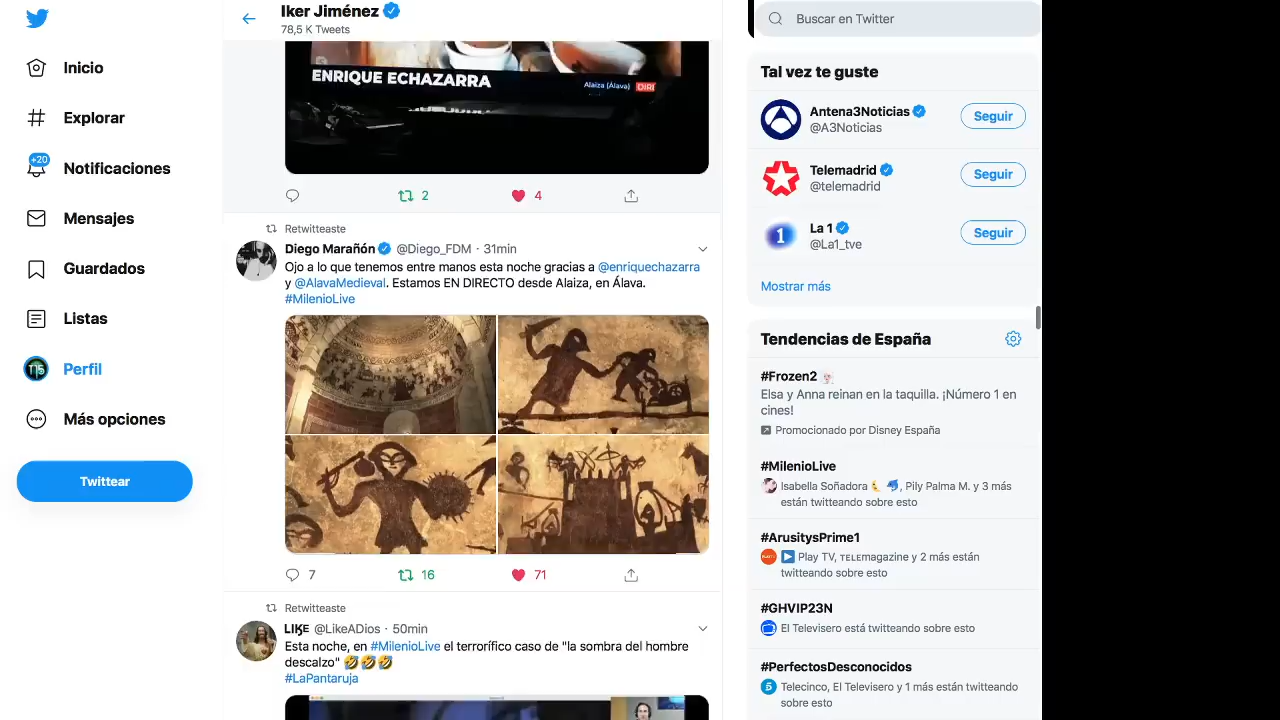 Inicio
Explorar
+20
Notificaciones
Mensajes
Guardados
Listas
Perfil
Más opciones
Twittear
Iker Jiménez
78,5 K Tweets
ENRIQUE ECHAZARRA
Alaiza (Álava) DIRE
2
4
Retwitteaste
Diego Marañón @Diego_FDM · 31min
Ojo a lo que tenemos entre manos esta noche gracias a @enriquechazarra
y @AlavaMedieval. Estamos EN DIRECTO desde Alaiza, en Álava.
#MilenioLive
7
16
71
Retwitteaste
LIӃE @LikeADios · 50min
Esta noche, en #MilenioLive el terrorífico caso de "la sombra del hombre
descalzo" 🤣🤣🤣
#LaPantaruja
Buscar en Twitter
Tal vez te guste
Antena3Noticias
@A3Noticias
Seguir
Telemadrid
@telemadrid
Seguir
1
La 1
@La1_tve
Seguir
Mostrar más
Tendencias de España
#Frozen2
Elsa y Anna reinan en la taquilla. ¡Número 1 en
cines!
Promocionado por Disney España
#MilenioLive
Isabella Soñadora, Pily Palma M. y 3 más
están twitteando sobre esto
#ArusitysPrime1
Play TV, ᴛᴇʟᴇmagazine y 2 más están
twitteando sobre esto
#GHVIP23N
El Televisero está twitteando sobre esto
#PerfectosDesconocidos
Telecinco, El Televisero y 1 más están twitteando
sobre esto